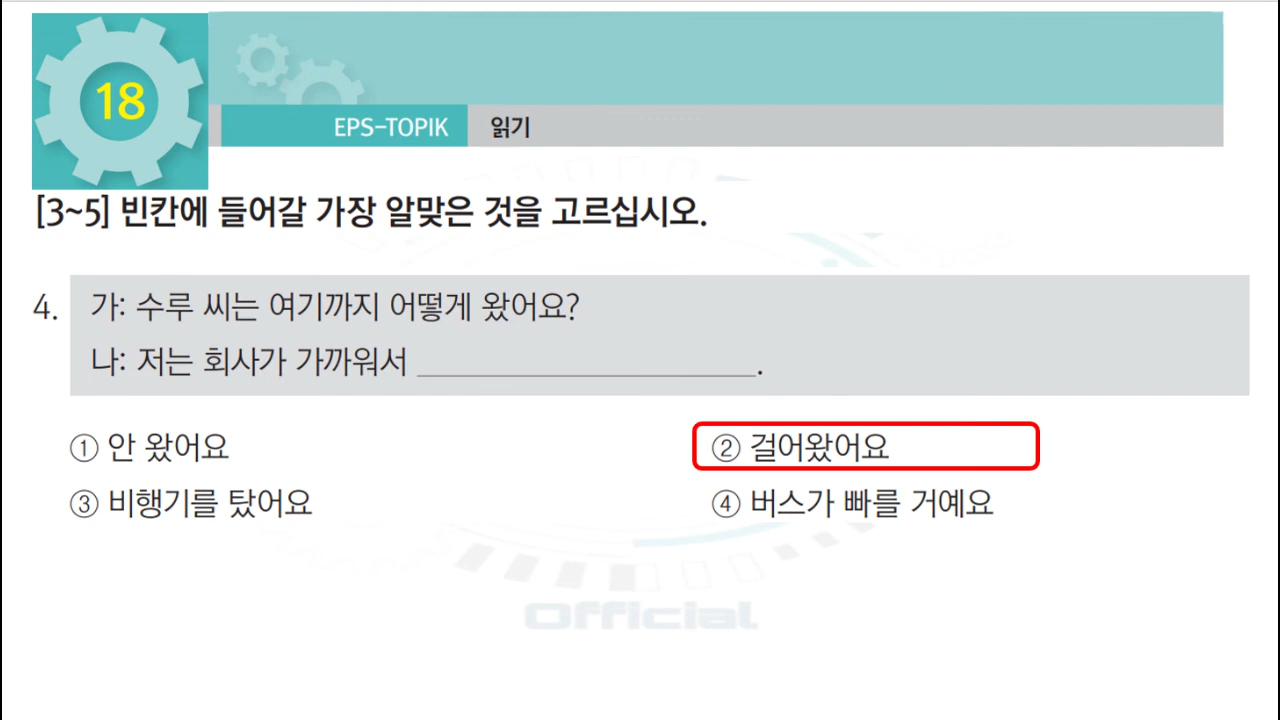 18
EPS-TOPIK 읽기
[3~5] 빈칸에 들어갈 가장 알맞은 것을 고르십시오.
4. 가: 수루 씨는 여기까지 어떻게 왔어요?
나: 저는 회사가 가까워서 ____________________.
① 안 왔어요 ② 걸어왔어요
③ 비행기를 탔어요 ④ 버스가 빠를 거예요
Official